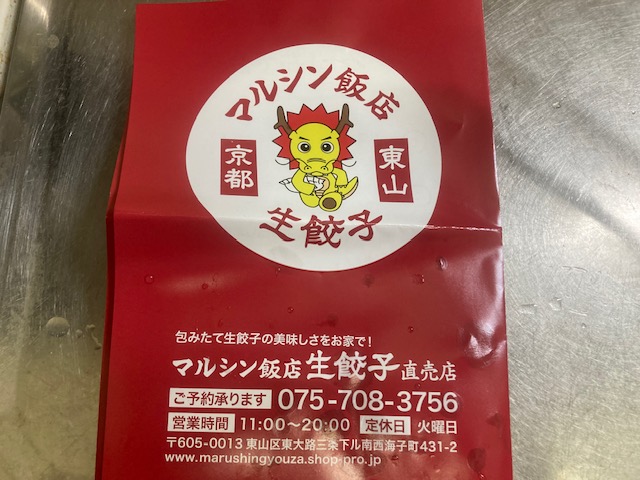 マルシン飯店
京都
東山
生餃子
包みたて生餃子の美味しさをお家で！
マルシン飯店 生餃子 直売店
ご予約承ります 075-708-3756
営業時間 11:00～20:00 定休日 火曜日
〒605-0013 東山区東大路三条下ル南西海子町431-2
www.marushingyouza.shop-pro.jp